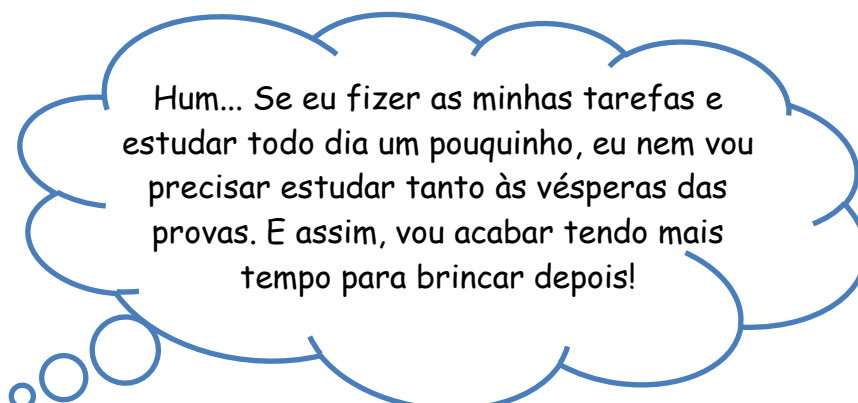 Hum... Se eu fizer as minhas tarefas e
estudar todo dia um pouquinho, eu nem vou
precisar estudar tanto às vésperas das
provas. E assim, vou acabar tendo mais
tempo para brincar depois!